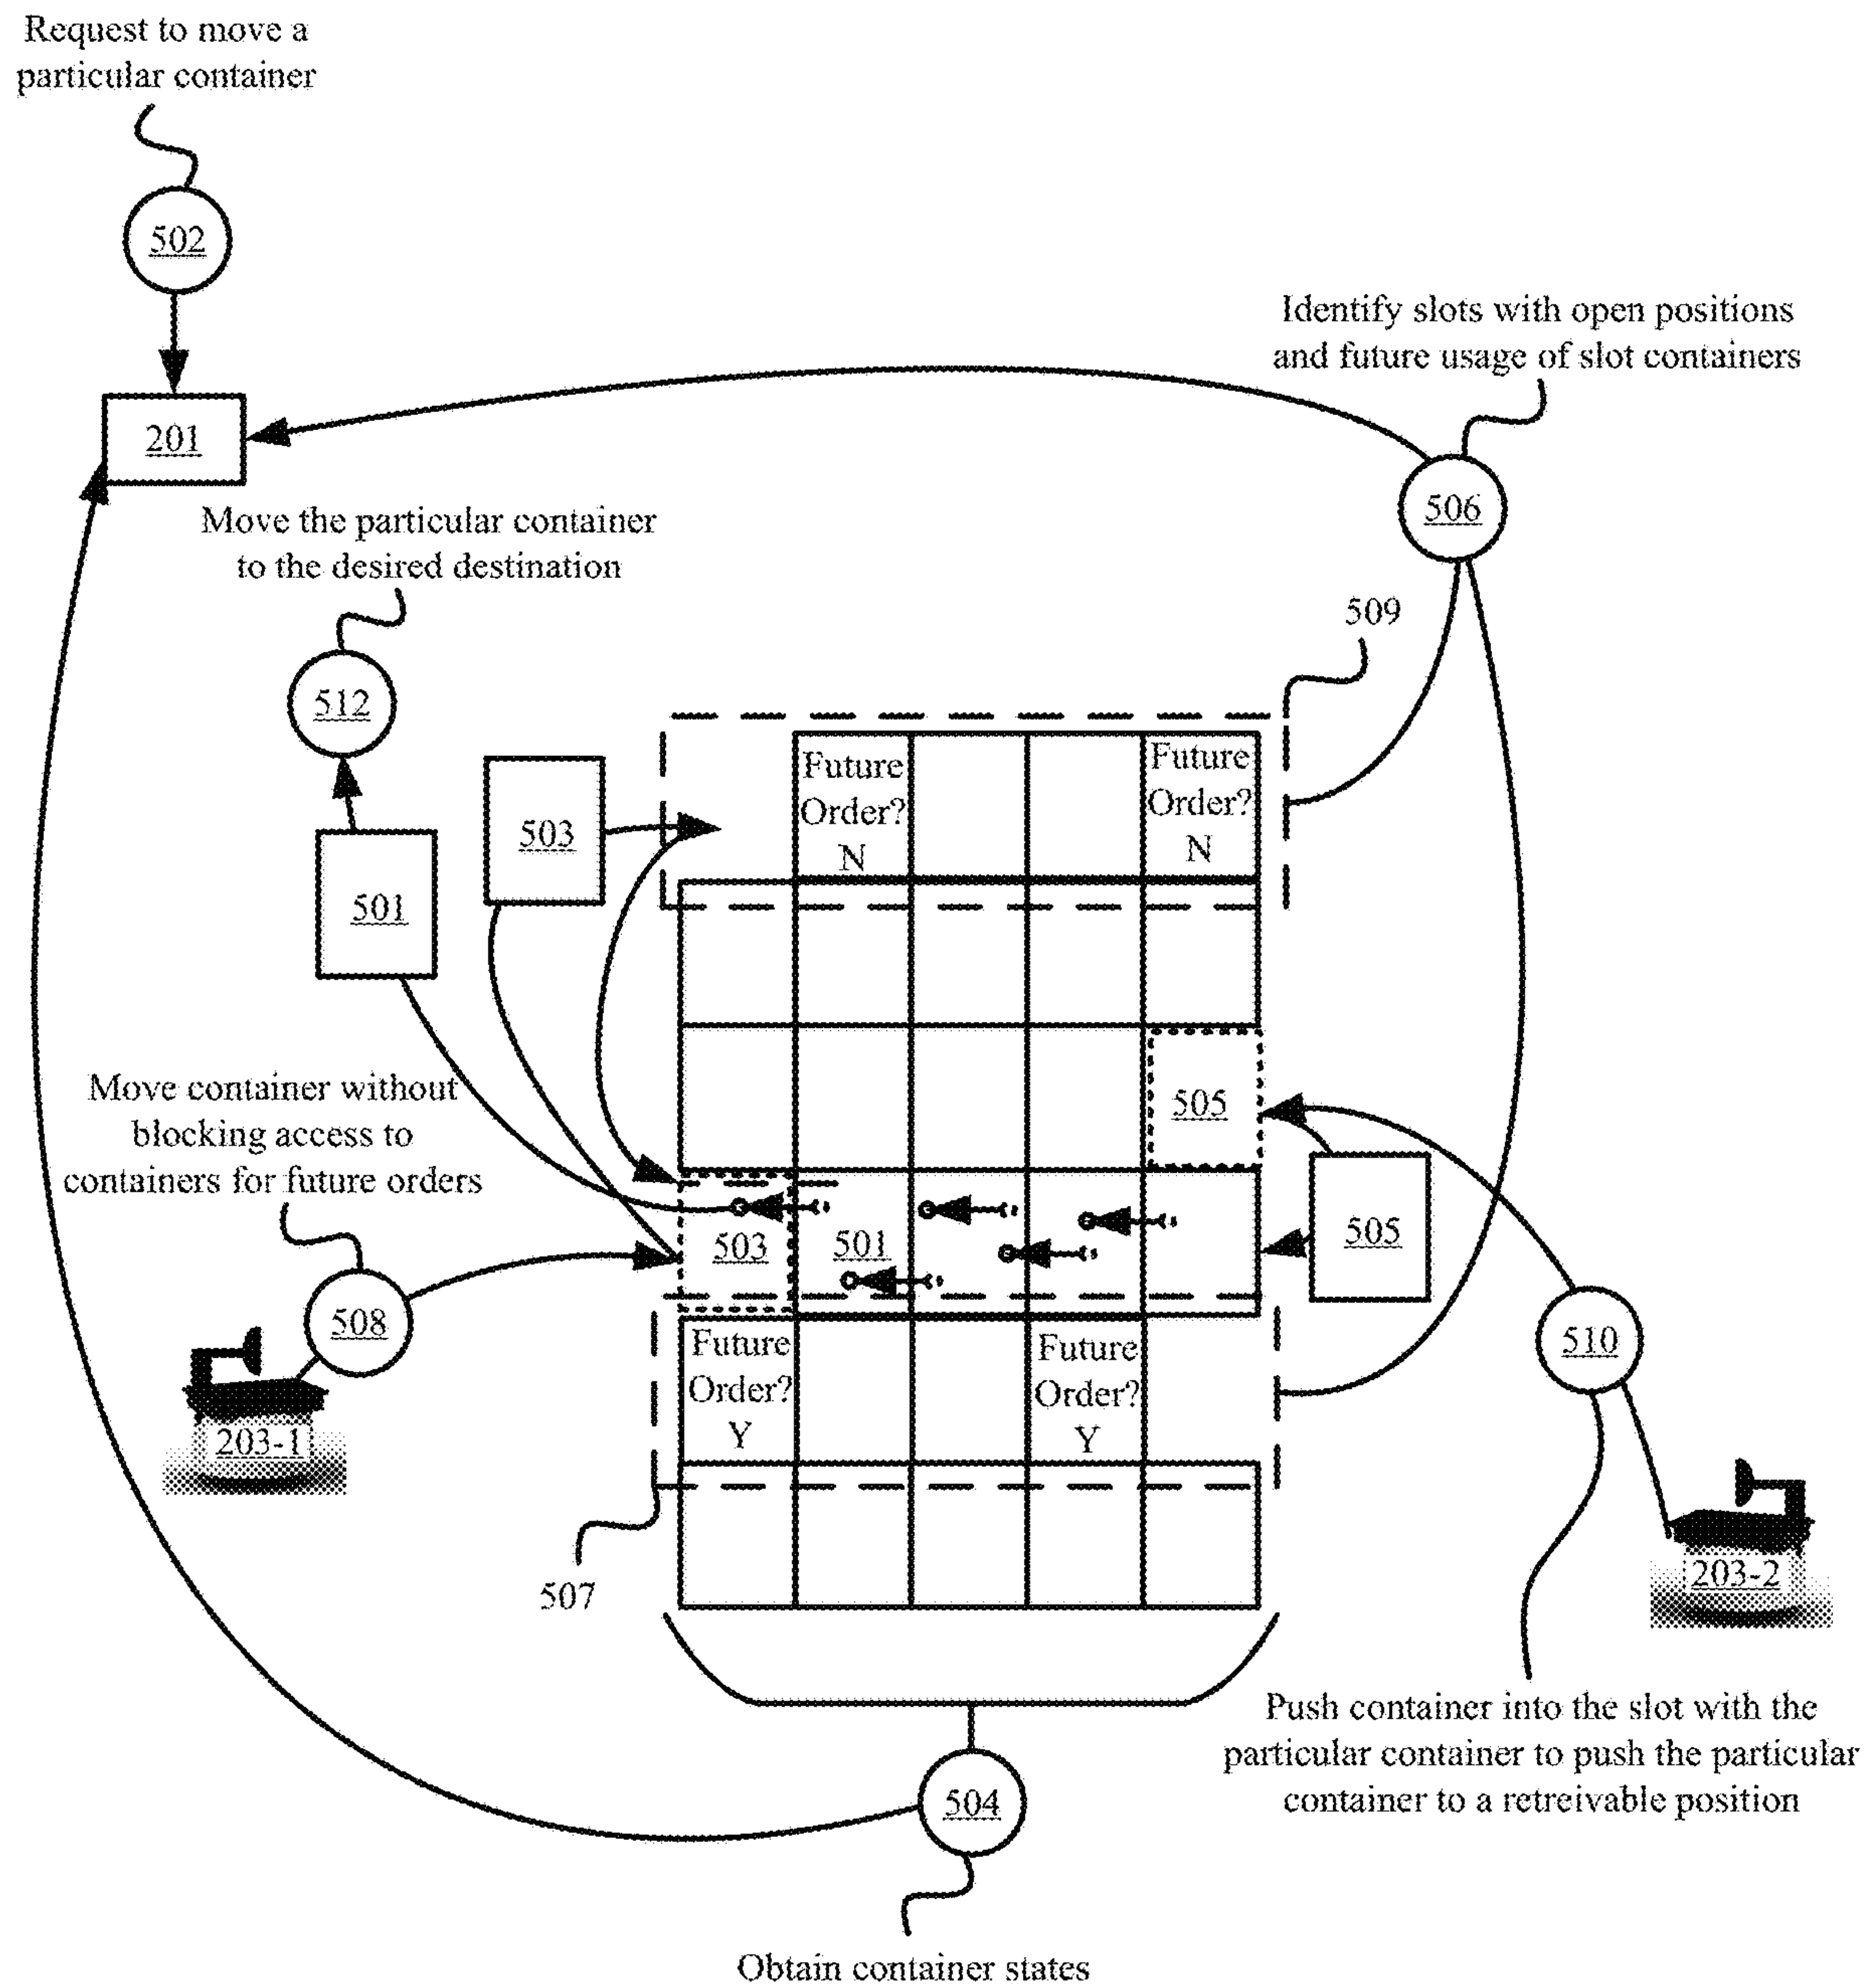 Request to move a
particular container
502
Identify slots with open positions
and future usage of slot containers
201
506
Move the particular container
to the desired destination
509
512
503
Future
Order?
N
Future
Order?
N
501
Move container without
blocking access to
containers for future orders
505
503
501
505
508
510
Future
Order?
Y
Future
Order?
Y
203-1
203-2
507
Push container into the slot with the
particular container to push the particular
container to a retreivable position
504
Obtain container states